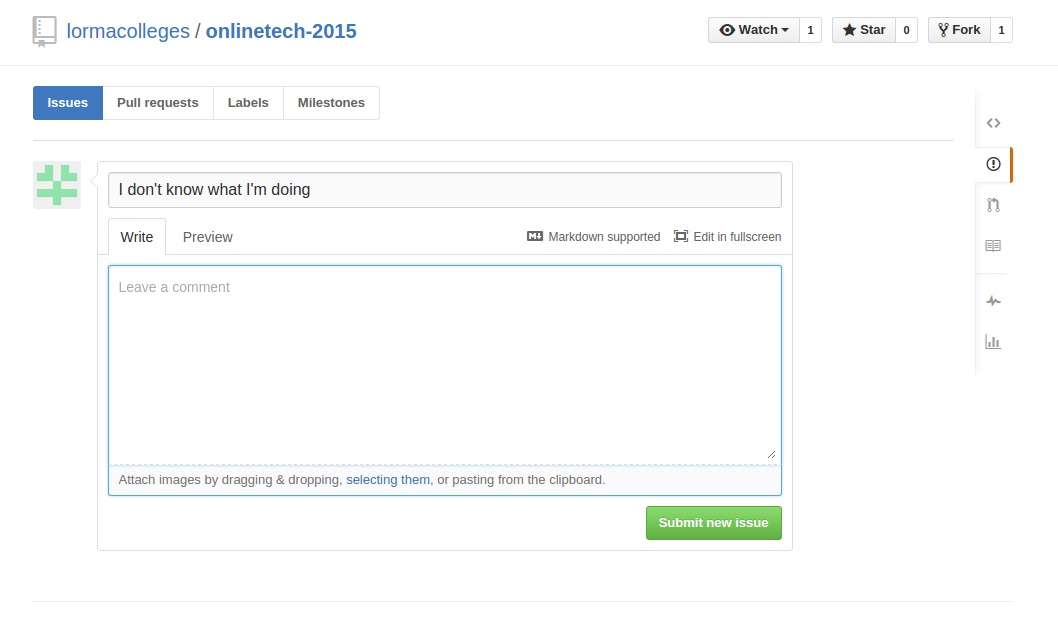 lormacolleges / onlinetech-2015
Watch 1 Star 0 Fork 1
Issues Pull requests Labels Milestones
I don't know what I'm doing
Write Preview Markdown supported Edit in fullscreen
Leave a comment
Attach images by dragging & dropping, selecting them, or pasting from the clipboard.
Submit new issue